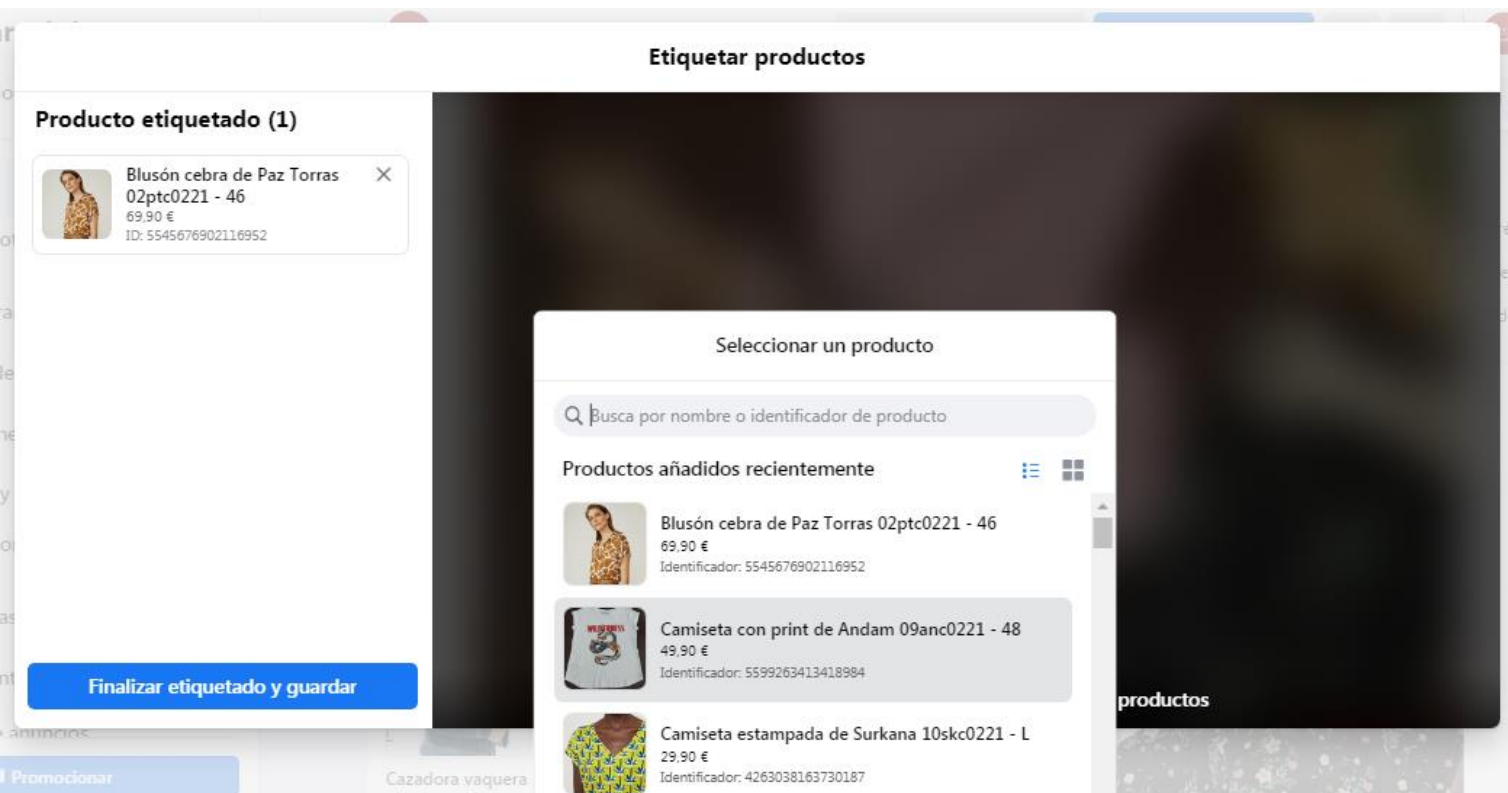 Etiquetar productos
Producto etiquetado (1)
Blusón cebra de Paz Torras
02ptc0221 - 46
69,90 €
ID: 5545676902116952
Finalizar etiquetado y guardar
Seleccionar un producto
Busca por nombre o identificador de producto
Productos añadidos recientemente
Blusón cebra de Paz Torras 02ptc0221 - 46
69,90 €
Identificador: 5545676902116952
Camiseta con print de Andam 09anc0221 - 48
49,90 €
Identificador: 5599263413418984
Camiseta estampada de Surkana 10skc0221 - L
29,90 €
Identificador: 4263038163730187
productos
anuncios
Promocionar
Cazadora vaquera